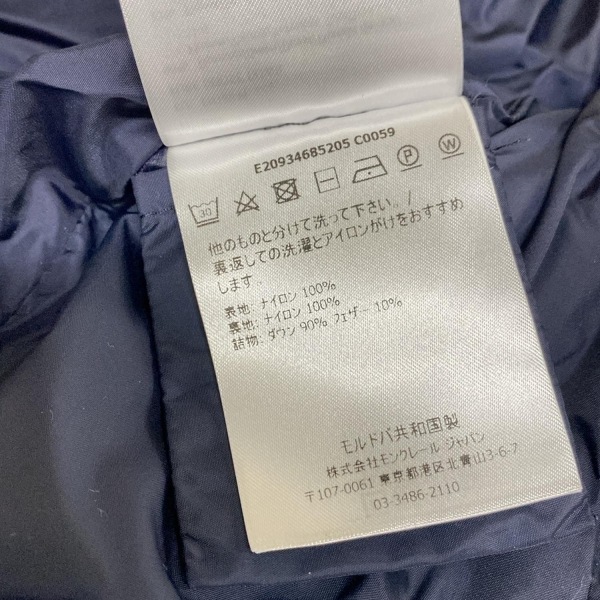 E20934685205 C0059
30
P
W
他のものと分けて洗って下さい。/
裏返しての洗濯とアイロンがけをおすすめ
します。
表地: ナイロン 100%
裏地: ナイロン 100%
詰物: ダウン 90% フェザー 10%
モルドバ共和国製
株式会社モンクレール ジャパン
〒107-0061 東京都港区北青山3-6-7
03-3486-2110